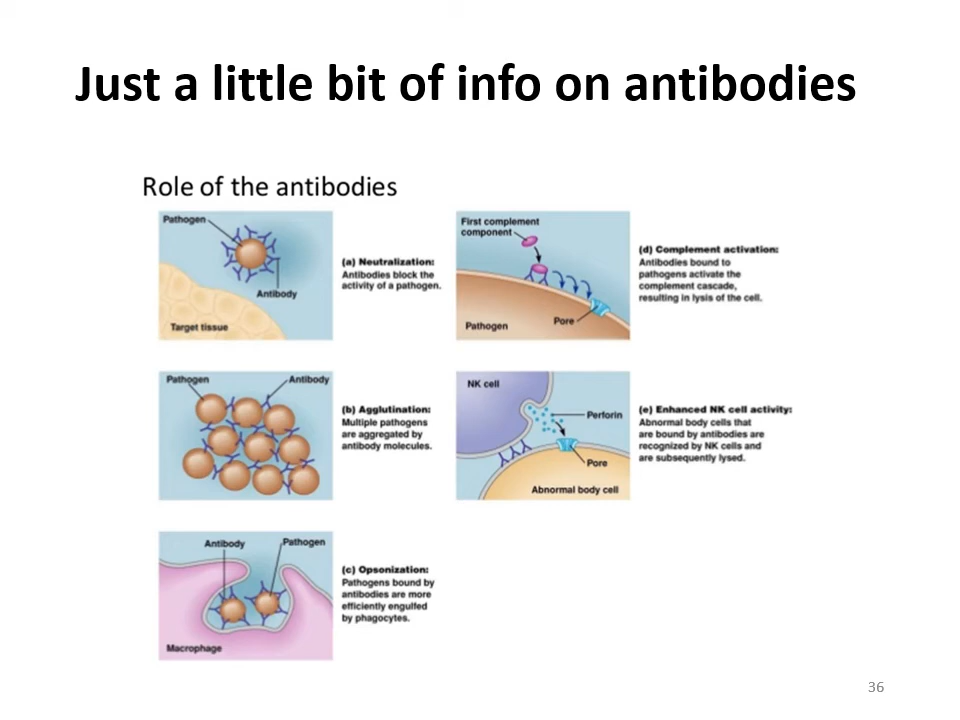 Just a little bit of info on antibodies
Role of the antibodies
Pathogen
Antibody
Target tissue
(a) Neutralization:
Antibodies block the
activity of a pathogen.
First complement
component
Pathogen
Pore
(d) Complement activation:
Antibodies bound to
pathogens activate the
complement cascade,
resulting in lysis of the cell.
Pathogen
Antibody
(b) Agglutination:
Multiple pathogens
are aggregated by
antibody molecules.
NK cell
Perforin
Pore
Abnormal body cell
(e) Enhanced NK cell activity:
Abnormal body cells that
are bound by antibodies are
recognized by NK cells and
are subsequently lysed.
Antibody
Pathogen
Macrophage
(c) Opsonization:
Pathogens bound by
antibodies are more
efficiently engulfed
by phagocytes.
36